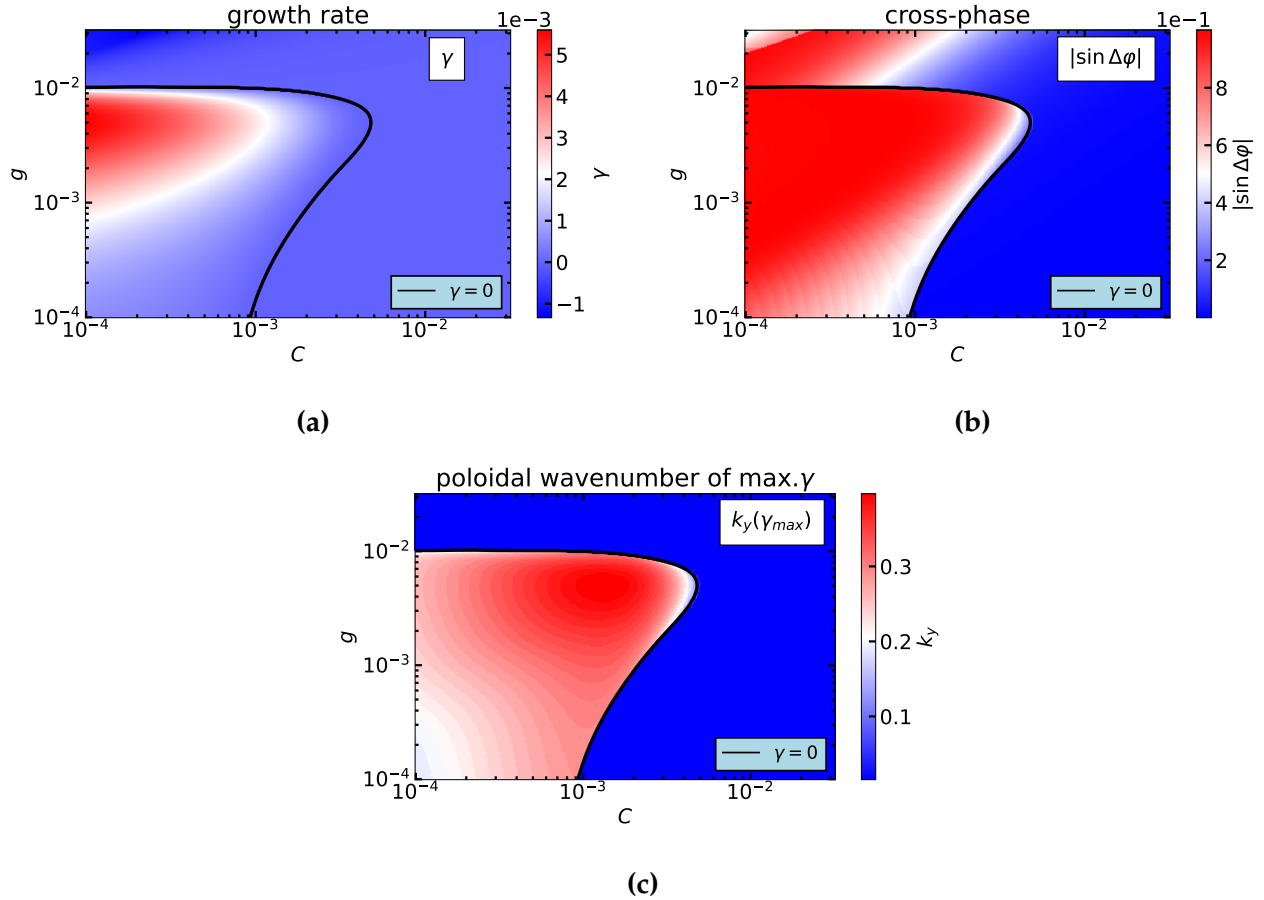 growth rate
1e−3
γ
g
10⁻²
10⁻³
10⁻⁴
γ = 0
10⁻⁴
10⁻³
10⁻²
C
5
4
3
2
1
0
−1
γ
(a)
cross-phase
1e−1
|sin Δφ|
g
10⁻²
10⁻³
10⁻⁴
γ = 0
10⁻⁴
10⁻³
10⁻²
C
8
6
4
2
|sin Δφ|
(b)
poloidal wavenumber of max.γ
k_y(γ_max)
g
10⁻²
10⁻³
10⁻⁴
γ = 0
10⁻⁴
10⁻³
10⁻²
C
0.3
0.2
0.1
k_y
(c)